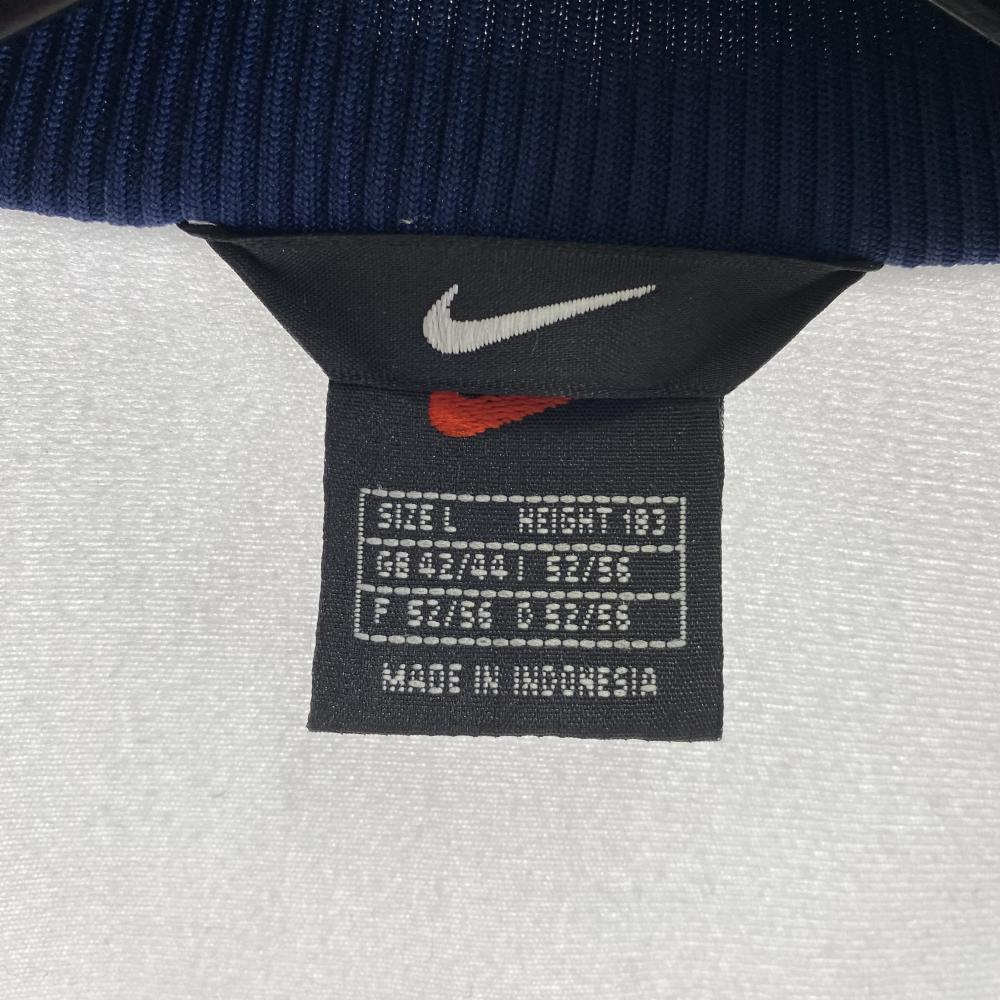 SIZE L HEIGHT 183
GB 42/44 I 52/56
F 52/56 D 52/56
MADE IN INDONESIA